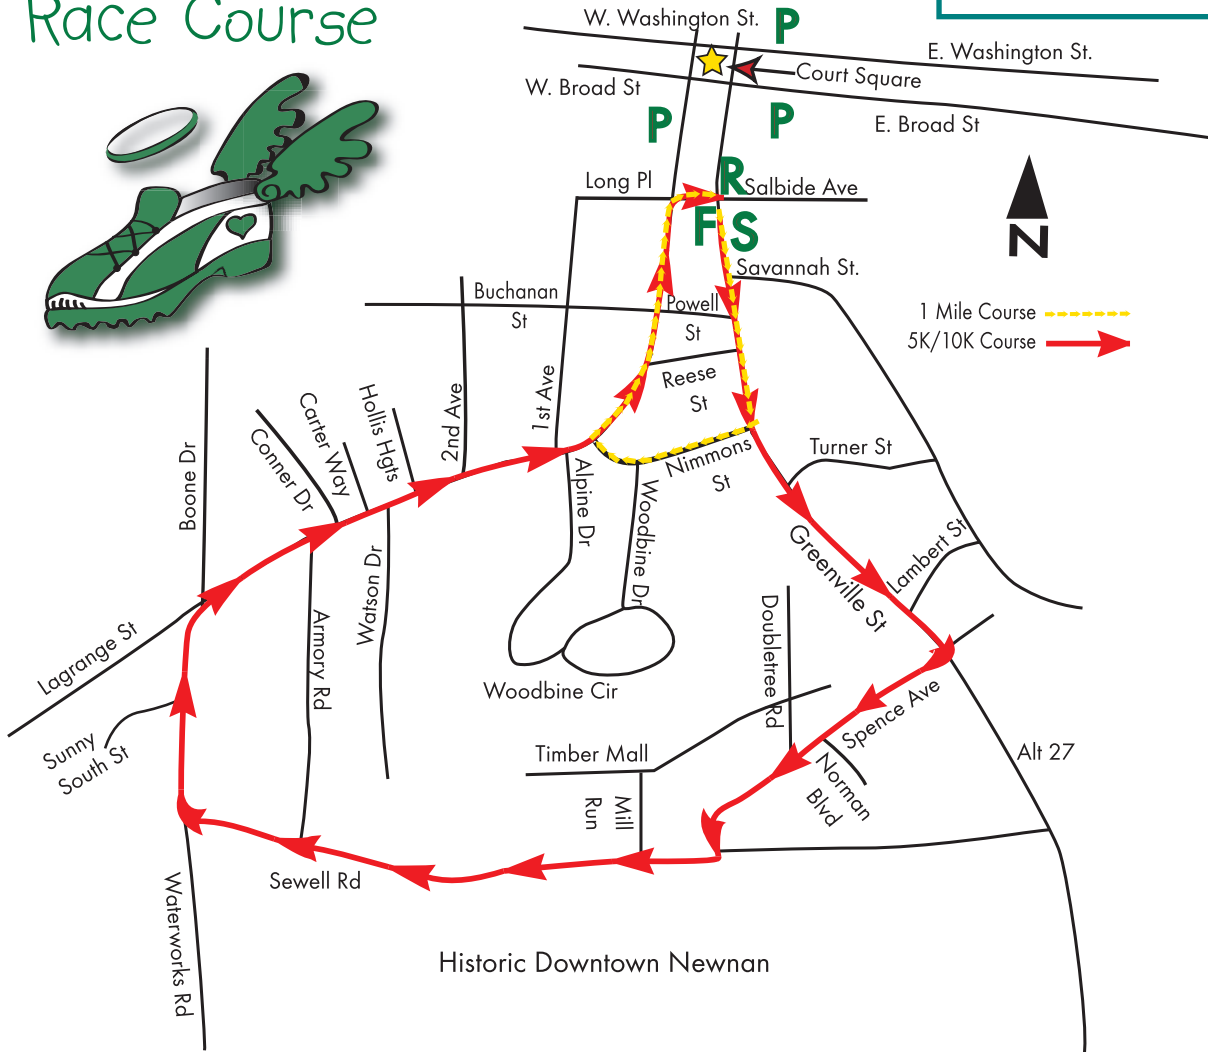 Race Course
W. Washington St.
P
E. Washington St.
Court Square
W. Broad St
P
P
E. Broad St
Long Pl
R
Salbide Ave
F
S
N
Savannah St.
Buchanan
St
Powell
St
1 Mile Course
5K/10K Course
Reese
St
1st Ave
2nd Ave
Hollis Hgts
Carter Way
Conner Dr
Boone Dr
Nimmons
St
Turner St
Alpine Dr
Woodbine Dr
Greenville St
Lambert St
Watson Dr
Armory Rd
Lagrange St
Doubletree Rd
Woodbine Cir
Spence Ave
Sunny
South St
Timber Mall
Alt 27
Norman
Blvd
Mill
Run
Sewell Rd
Waterworks Rd
Historic Downtown Newnan